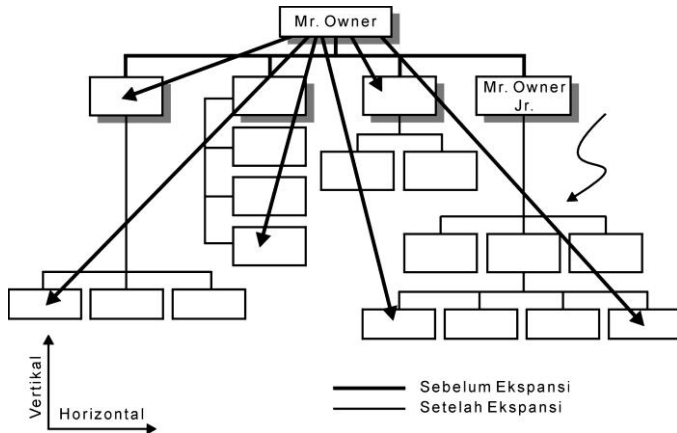 Mr. Owner
Mr. Owner
Jr.
Vertikal
Horizontal
Sebelum Ekspansi
Setelah Ekspansi